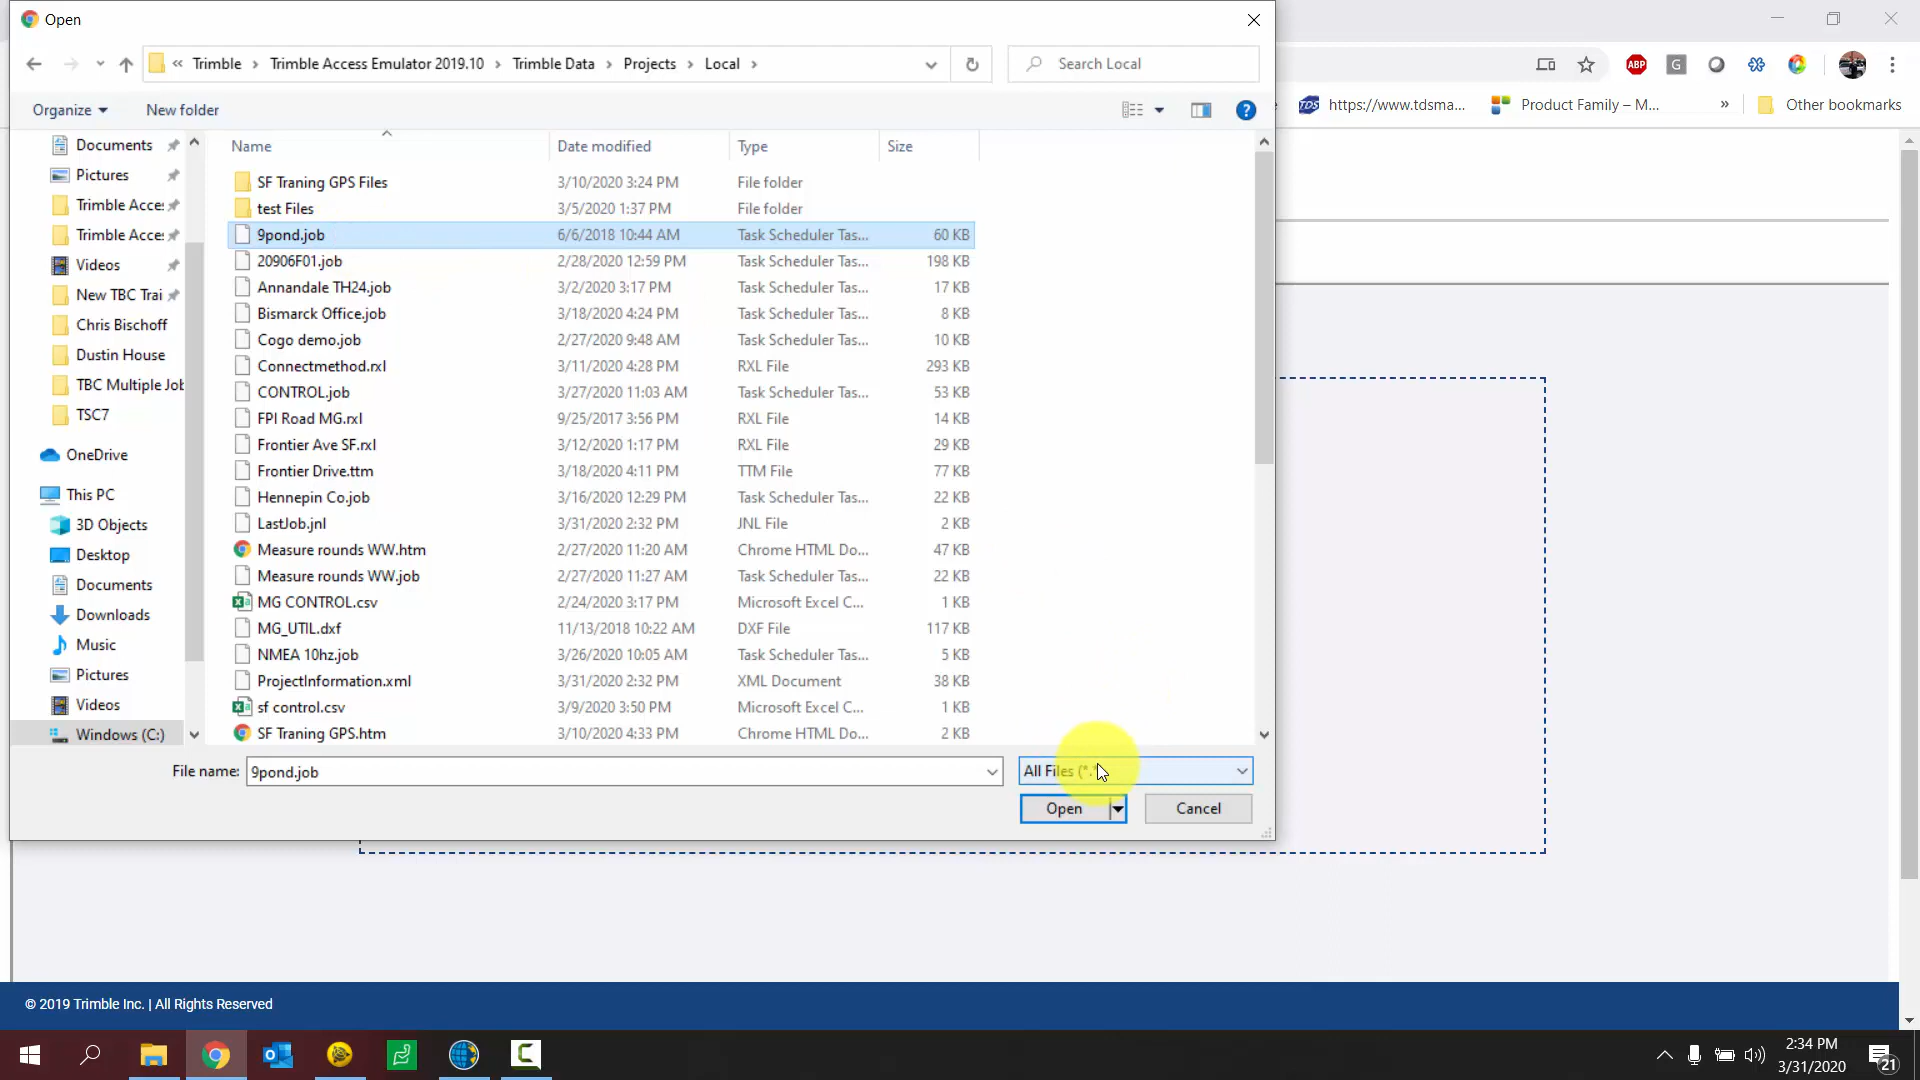 Open
« Trimble › Trimble Access Emulator 2019.10 › Trimble Data › Projects › Local ›
Search Local
Organize
New folder
https://www.tdsma...
Product Family – M...
»
Other bookmarks
ABP
G
TDS
Name
Date modified
Type
Size
Documents
Pictures
Trimble Acce
Trimble Acce
Videos
New TBC Trai
Chris Bischoff
Dustin House
TBC Multiple Job
TSC7
OneDrive
This PC
3D Objects
Desktop
Documents
Downloads
Music
Pictures
Videos
Windows (C:)
SF Traning GPS Files 3/10/2020 3:24 PM File folder
test Files 3/5/2020 1:37 PM File folder
9pond.job 6/6/2018 10:44 AM Task Scheduler Tas... 60 KB
20906F01.job 2/28/2020 12:59 PM Task Scheduler Tas... 198 KB
Annandale TH24.job 3/2/2020 3:17 PM Task Scheduler Tas... 17 KB
Bismarck Office.job 3/18/2020 4:24 PM Task Scheduler Tas... 8 KB
Cogo demo.job 2/27/2020 9:48 AM Task Scheduler Tas... 10 KB
Connectmethod.rxl 3/11/2020 4:28 PM RXL File 293 KB
CONTROL.job 3/27/2020 11:03 AM Task Scheduler Tas... 53 KB
FPI Road MG.rxl 9/25/2017 3:56 PM RXL File 14 KB
Frontier Ave SF.rxl 3/12/2020 1:17 PM RXL File 29 KB
Frontier Drive.ttm 3/18/2020 4:11 PM TTM File 77 KB
Hennepin Co.job 3/16/2020 12:29 PM Task Scheduler Tas... 22 KB
LastJob.jnl 3/31/2020 2:32 PM JNL File 2 KB
Measure rounds WW.htm 2/27/2020 11:20 AM Chrome HTML Do... 47 KB
Measure rounds WW.job 2/27/2020 11:27 AM Task Scheduler Tas... 22 KB
MG CONTROL.csv 2/24/2020 3:17 PM Microsoft Excel C... 1 KB
MG_UTIL.dxf 11/13/2018 10:22 AM DXF File 117 KB
NMEA 10hz.job 3/26/2020 10:05 AM Task Scheduler Tas... 5 KB
ProjectInformation.xml 3/31/2020 2:32 PM XML Document 38 KB
sf control.csv 3/9/2020 3:50 PM Microsoft Excel C... 1 KB
SF Traning GPS.htm 3/10/2020 4:33 PM Chrome HTML Do... 2 KB
File name: 9pond.job
All Files (*.
Open
Cancel
© 2019 Trimble Inc. | All Rights Reserved
2:34 PM
3/31/2020
21